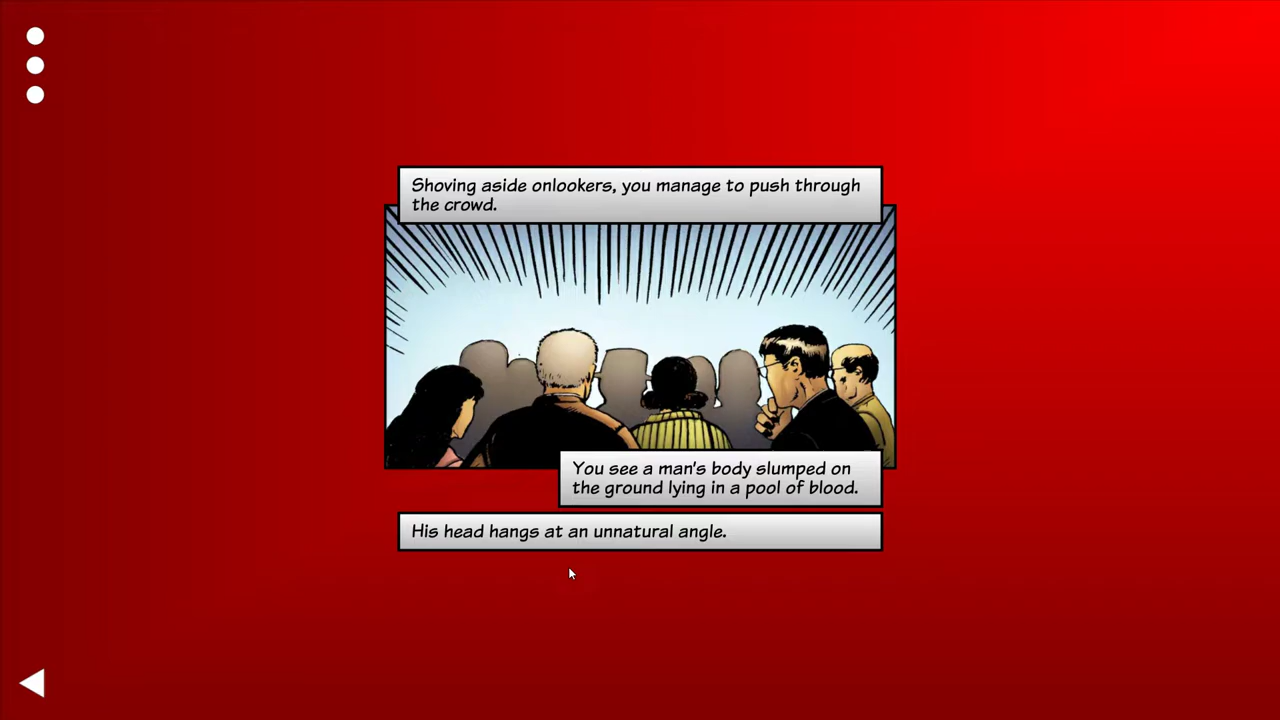 Shoving aside onlookers, you manage to push through
the crowd.
You see a man's body slumped on
the ground lying in a pool of blood.
His head hangs at an unnatural angle.